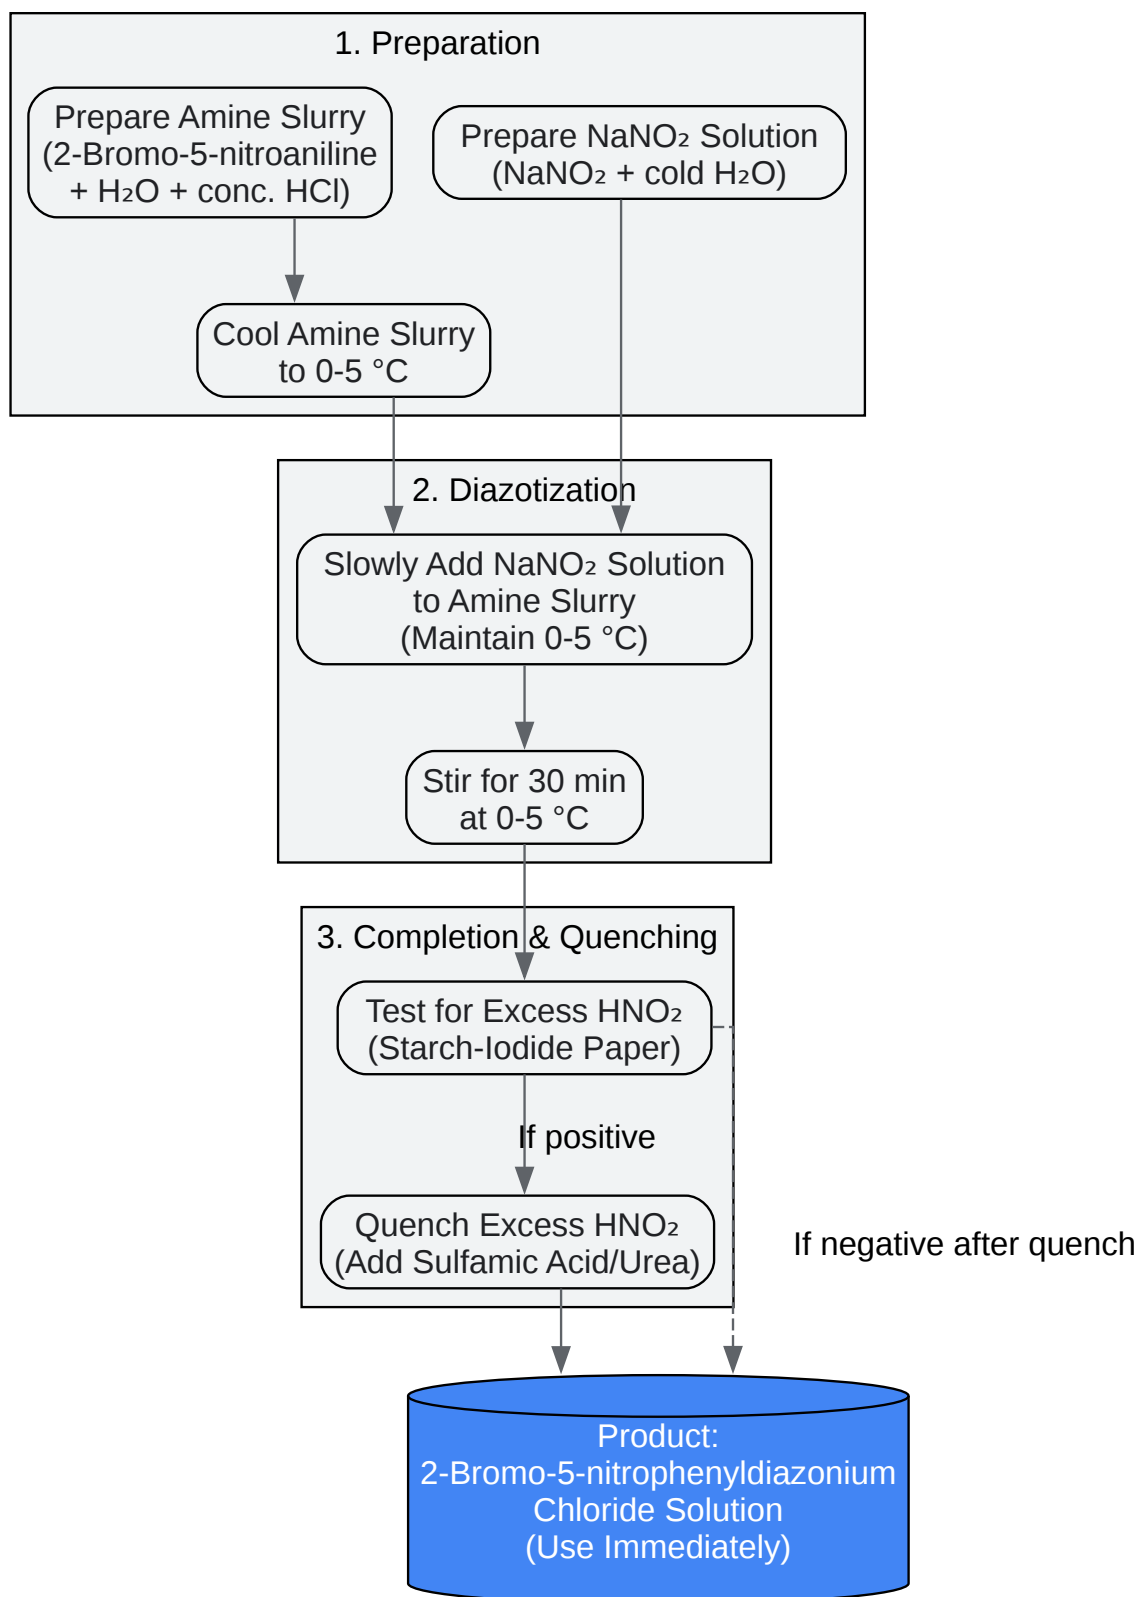 1. Preparation
Prepare Amine Slurry
(2-Bromo-5-nitroaniline
+ H₂O + conc. HCl)
Prepare NaNO₂ Solution
(NaNO₂ + cold H₂O)
Cool Amine Slurry
to 0-5 °C
2. Diazotization
Slowly Add NaNO₂ Solution
to Amine Slurry
(Maintain 0-5 °C)
Stir for 30 min
at 0-5 °C
3. Completion & Quenching
Test for Excess HNO₂
(Starch-Iodide Paper)
If positive
Quench Excess HNO₂
(Add Sulfamic Acid/Urea)
If negative after quench
Product:
2-Bromo-5-nitrophenyldiazonium
Chloride Solution
(Use Immediately)